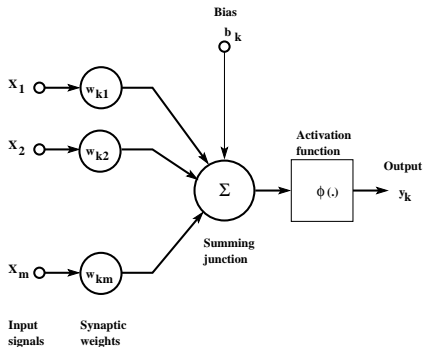 Bias
b k
X 1
w k1
X 2
w k2
Activation
function
Σ
ϕ (.)
Output
y k
X m
w km
Summing
junction
Input
signals
Synaptic
weights